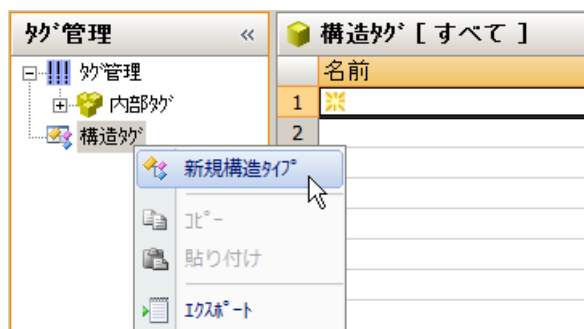 ﾀｸﾞ管理 «
ﾀｸﾞ管理
内部ﾀｸﾞ
構造ﾀｸﾞ
構造ﾀｸﾞ [ すべて ]
名前
1
2
新規構造ﾀｲﾌﾟ
ｺﾋﾟｰ
貼り付け
ｴｸｽﾎﾟｰﾄ